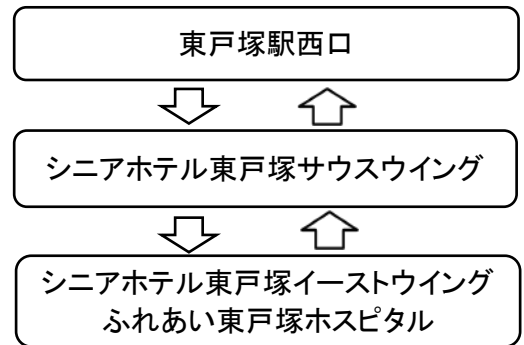 東戸塚駅西口
シニアホテル東戸塚サウスウイング
シニアホテル東戸塚イーストウイング
ふれあい東戸塚ホスピタル